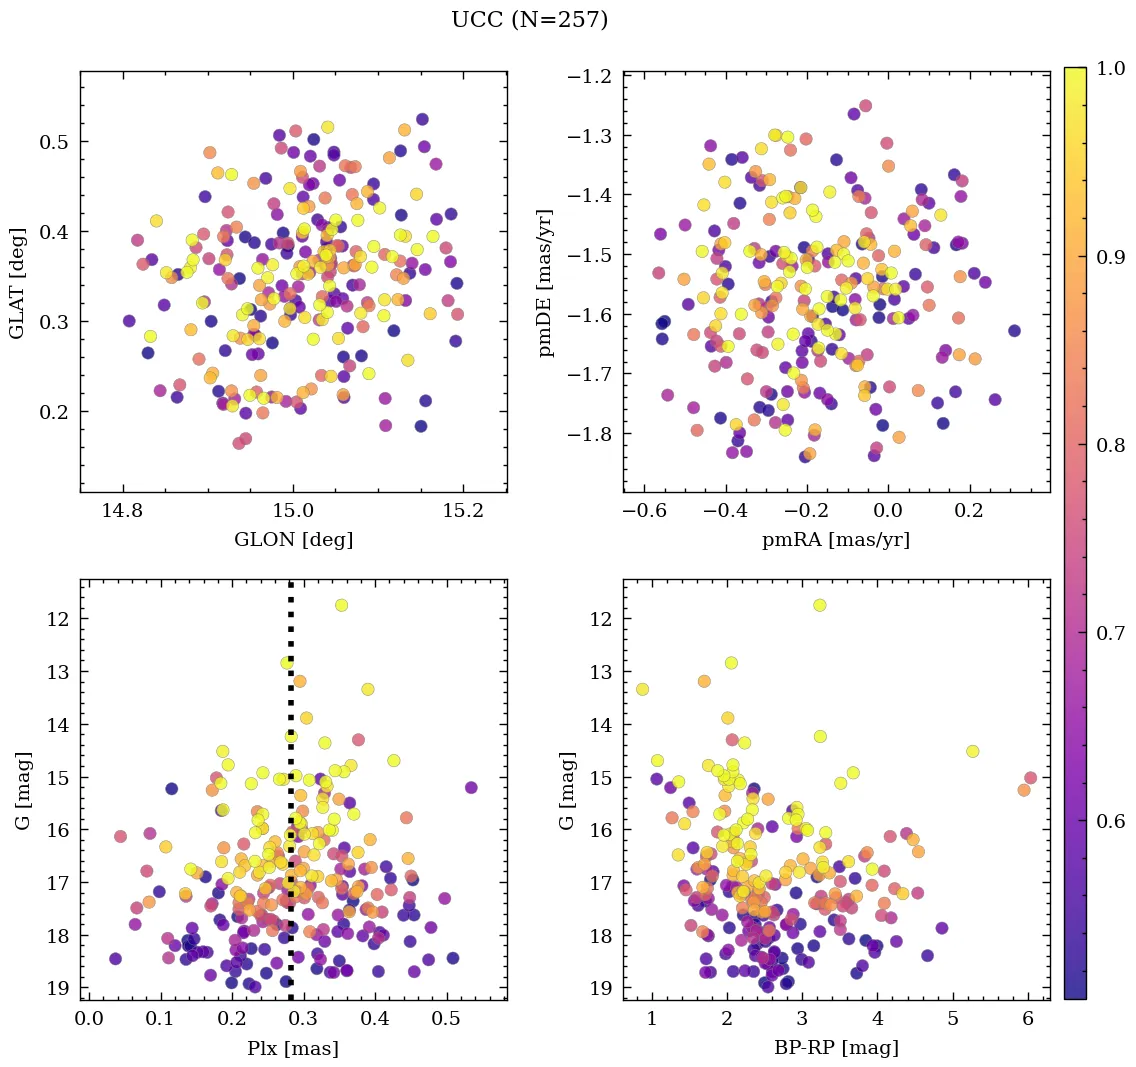 UCC (N=257)
0.5
0.4
0.3
0.2
GLAT [deg]
14.8 15.0 15.2
GLON [deg]
−1.2
−1.3
−1.4
−1.5
−1.6
−1.7
−1.8
pmDE [mas/yr]
−0.6 −0.4 −0.2 0.0 0.2
pmRA [mas/yr]
12
13
14
15
16
17
18
19
G [mag]
0.0 0.1 0.2 0.3 0.4 0.5
Plx [mas]
12
13
14
15
16
17
18
19
G [mag]
1 2 3 4 5 6
BP-RP [mag]
1.0
0.9
0.8
0.7
0.6